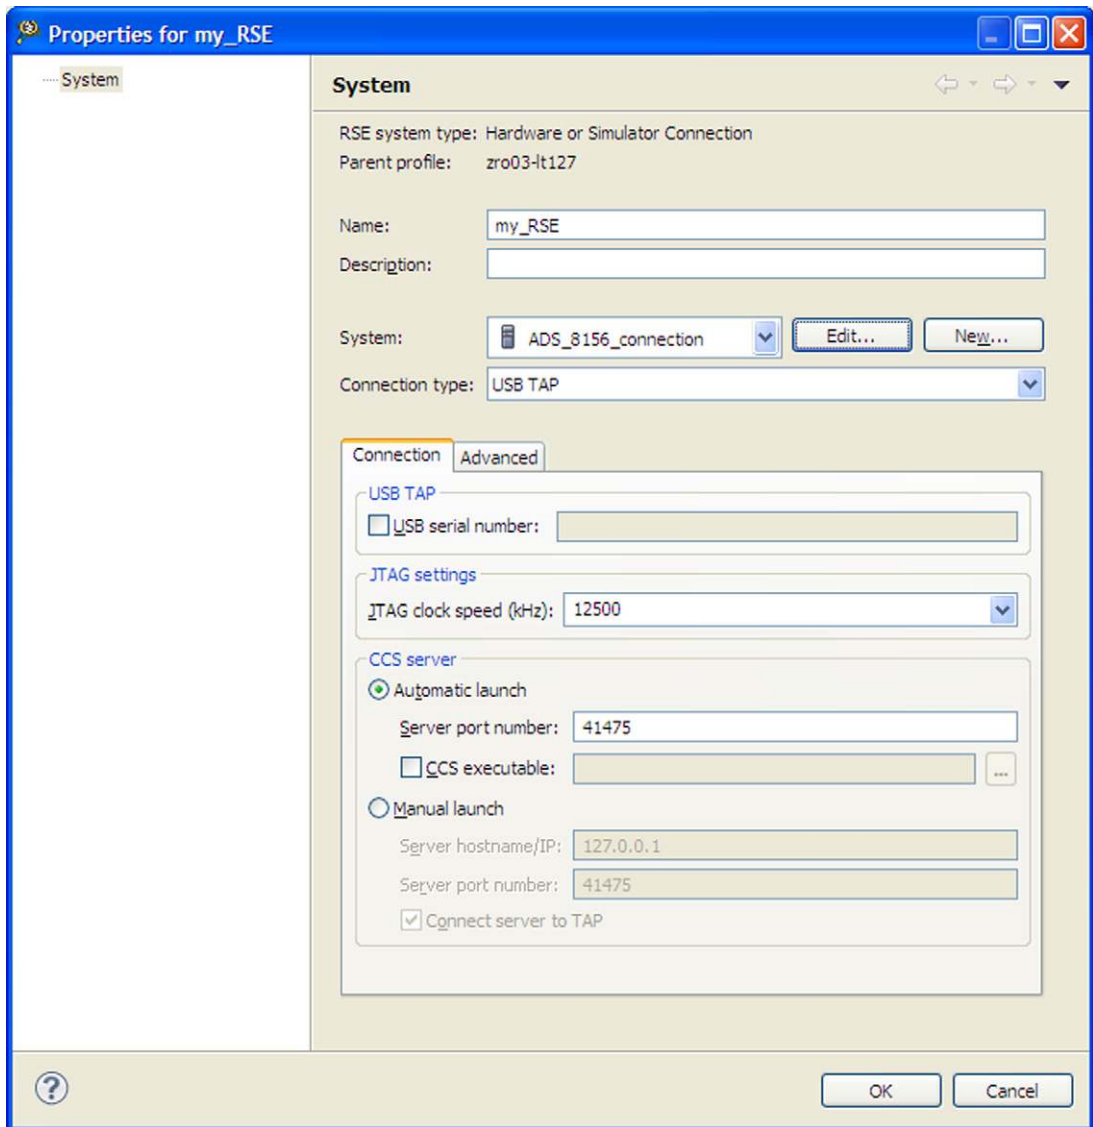 Properties for my_RSE
System
System
RSE system type: Hardware or Simulator Connection
Parent profile: zro03-lt127
Name: my_RSE
Description:
System: ADS_8156_connection Edit... New...
Connection type: USB TAP
Connection Advanced
USB TAP
USB serial number:
JTAG settings
JTAG clock speed (kHz): 12500
CCS server
Automatic launch
Server port number: 41475
CCS executable: ...
Manual launch
Server hostname/IP: 127.0.0.1
Server port number: 41475
Connect server to TAP
? OK Cancel